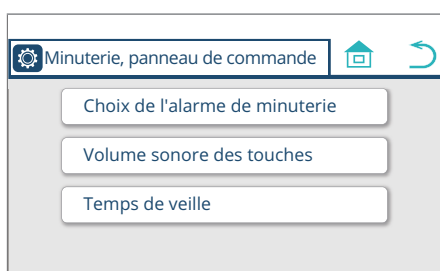 Minuterie, panneau de commande
Choix de l'alarme de minuterie
Volume sonore des touches
Temps de veille